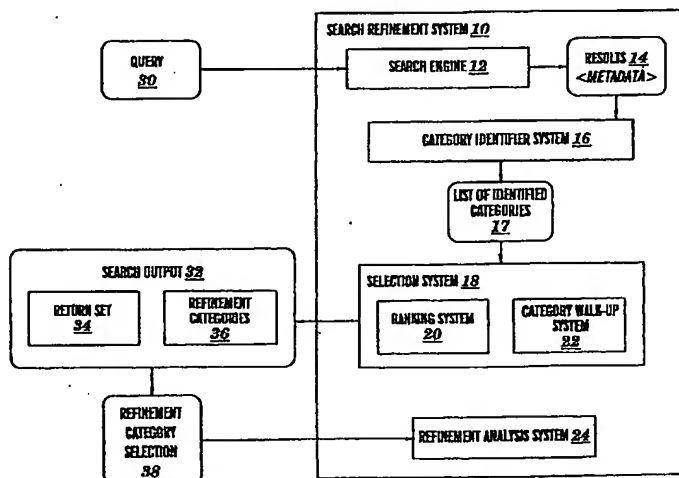 SEARCH REFINEMENT SYSTEM 10
QUERY
30
SEARCH ENGINE 12
RESULTS 14
<METADATA>
CATEGORY IDENTIFIER SYSTEM 16
LIST OF IDENTIFIED
CATEGORIES
17
SEARCH OUTPUT 32
RETURN SET
34
REFINEMENT
CATEGORIES
36
SELECTION SYSTEM 18
RANKING
SYSTEM
20
CATEGORY WALK-UP
SYSTEM
22
REFINEMENT
CATEGORY
SELECTION
38
REFINEMENT ANALYSIS SYSTEM 24